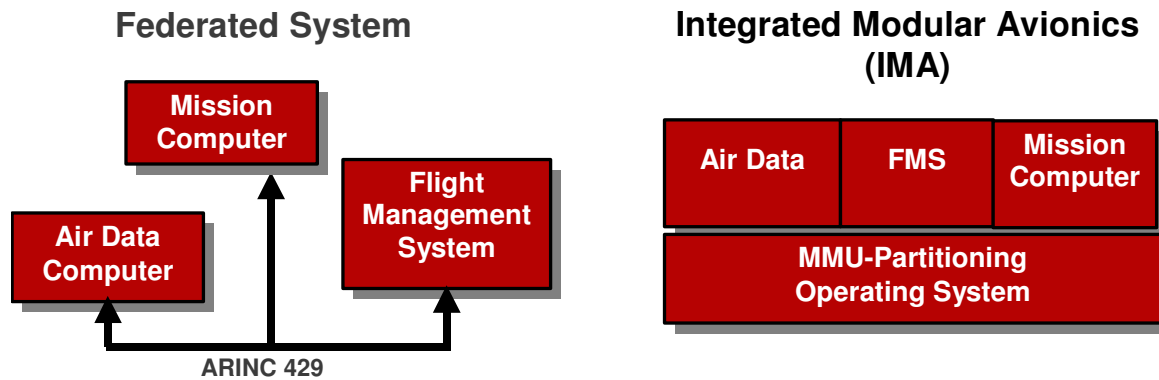 Federated System
Mission
Computer
Flight
Management
System
Air Data
Computer
ARINC 429
Integrated Modular Avionics
(IMA)
Air Data
FMS
Mission
Computer
MMU-Partitioning
Operating System